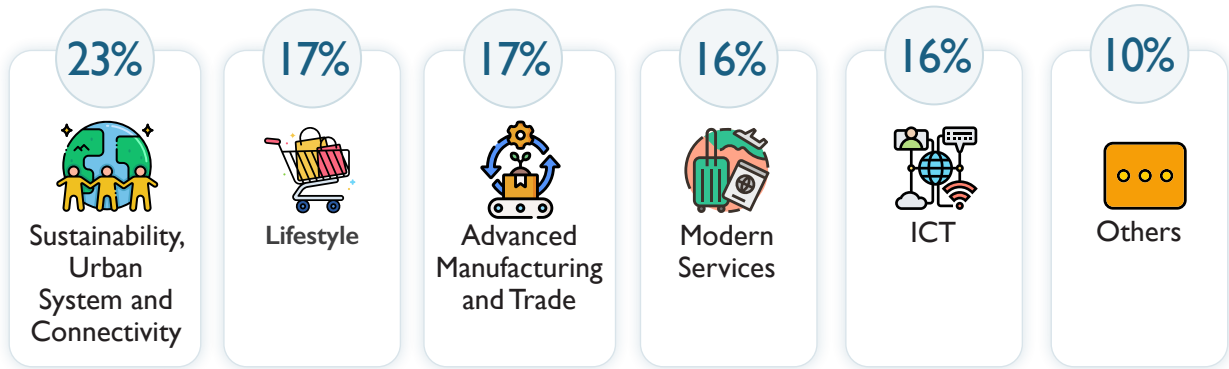 23%
Sustainability,
Urban
System and
Connectivity
17%
Lifestyle
17%
Advanced
Manufacturing
and Trade
16%
Modern
Services
16%
ICT
10%
Others